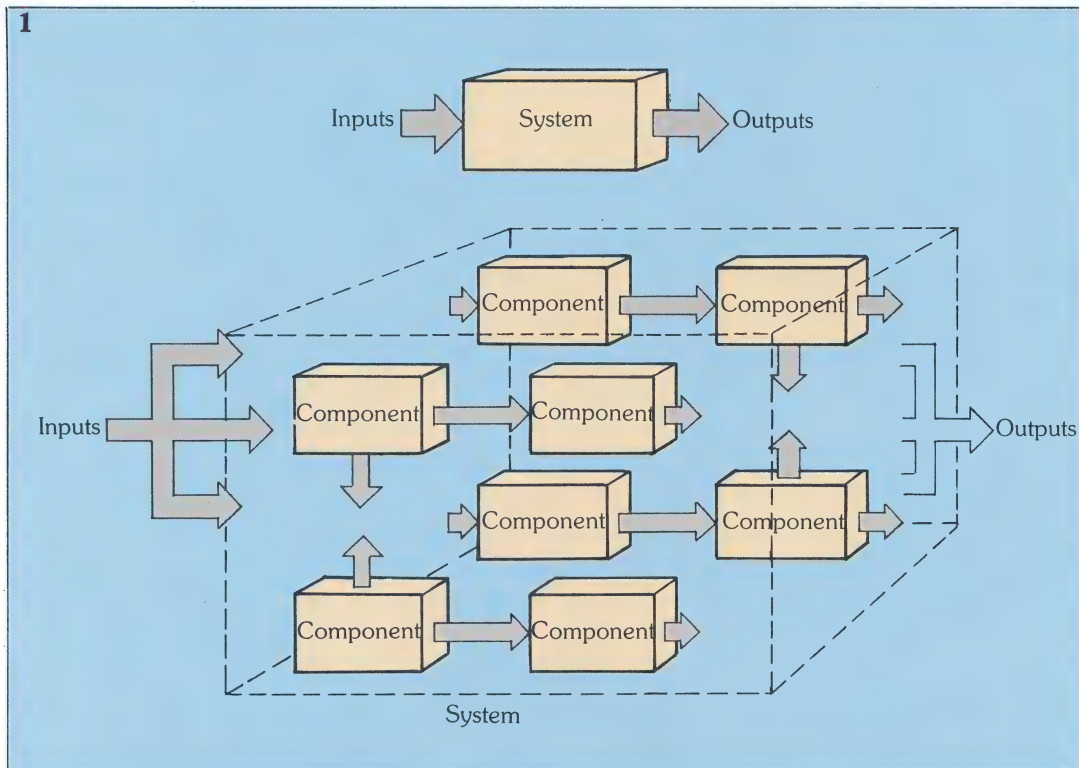 1
Inputs System Outputs
Component Component
Component Component
Inputs Outputs
Component Component
Component Component
System